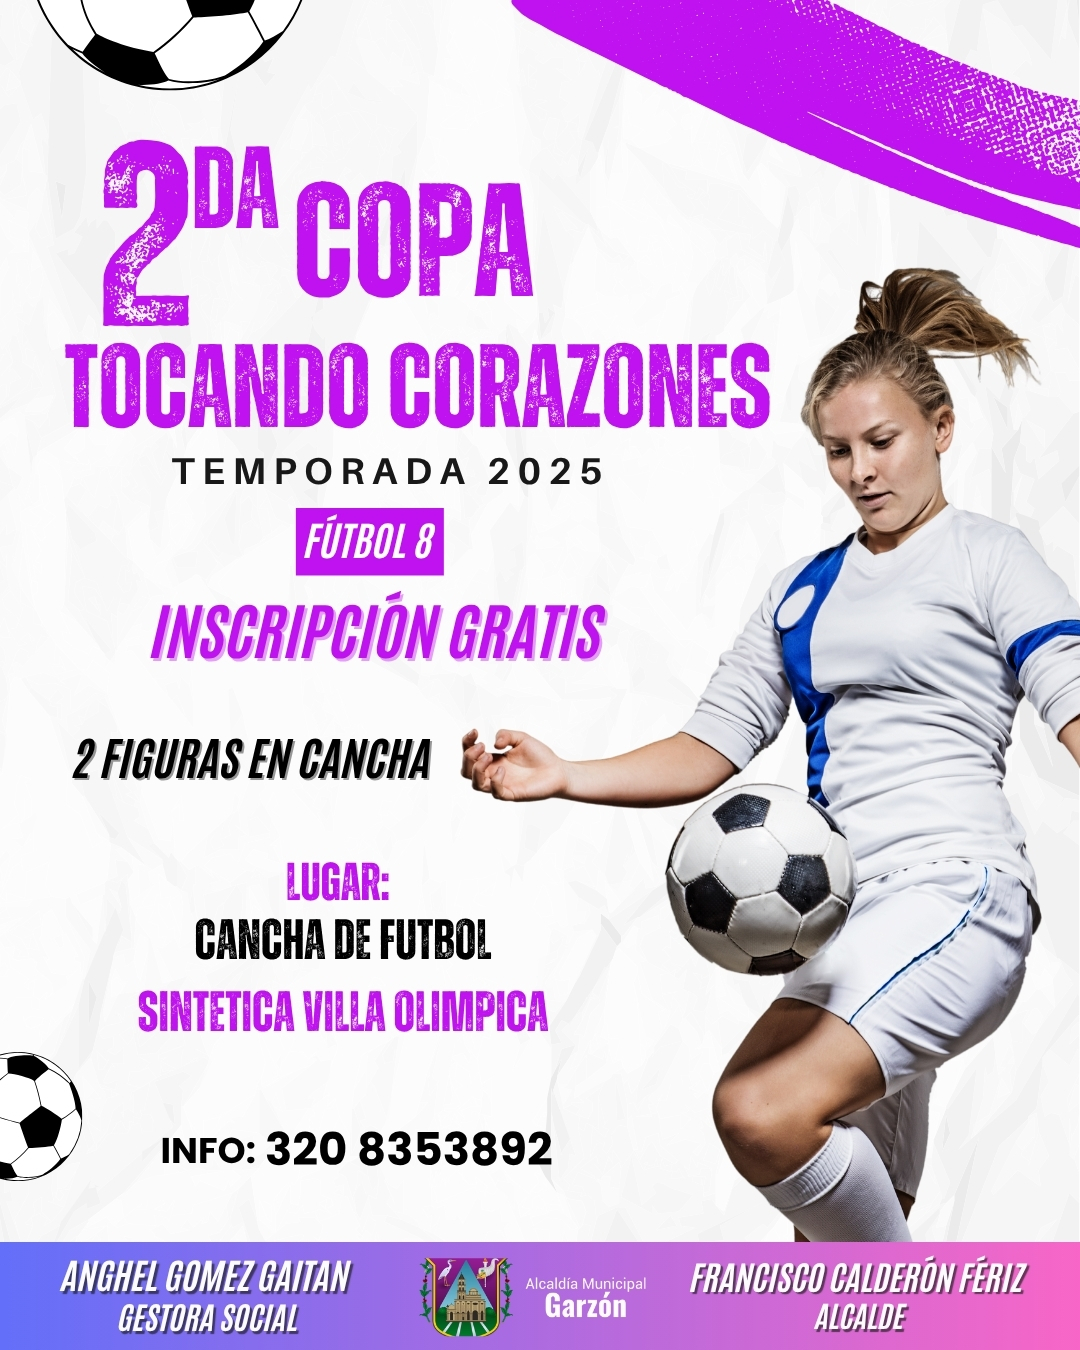 2DA COPA
TOCANDO CORAZONES
TEMPORADA 2025
FÚTBOL 8
INSCRIPCIÓN GRATIS
2 FIGURAS EN CANCHA
LUGAR:
CANCHA DE FUTBOL
SINTETICA VILLA OLIMPICA
INFO: 320 8353892
ANGHEL GOMEZ GAITAN
GESTORA SOCIAL
Alcaldía Municipal
Garzón
FRANCISCO CALDERÓN FÉRIZ
ALCALDE